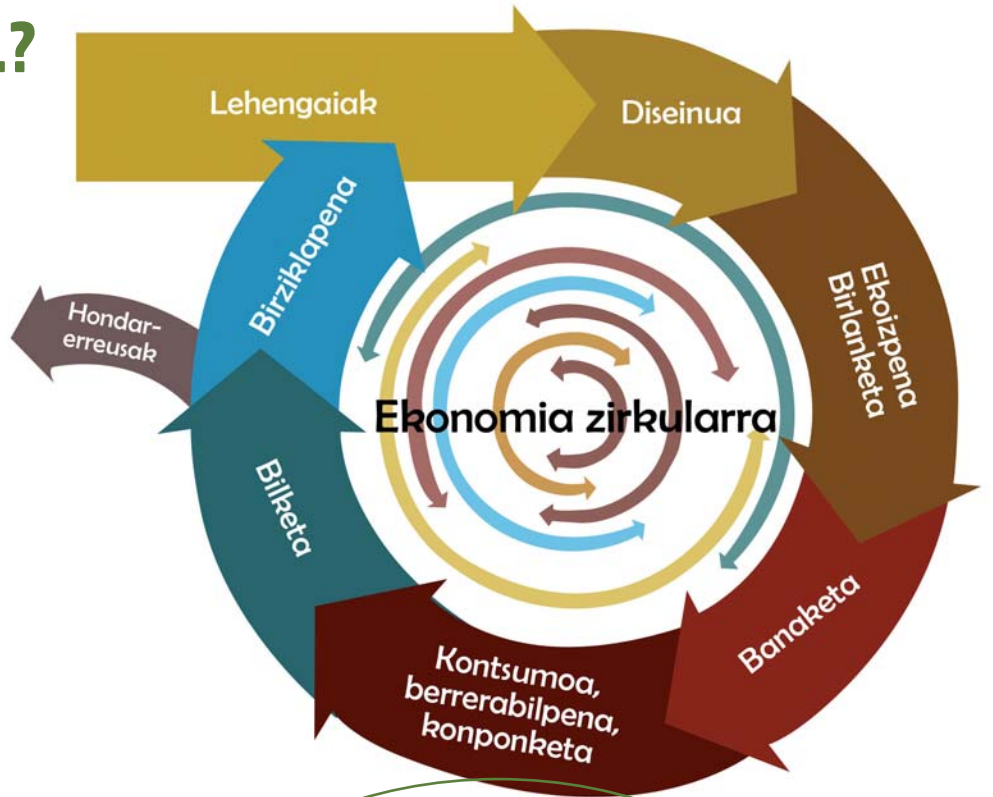 .?
Lehengaiak
Diseinua
Ekoizpena
Birlanketa
Banaketa
Kontsumoa,
berrerabilpena,
konponketa
Bilketa
Birziklapena
Hondar-
erreusak
Ekonomia zirkularra